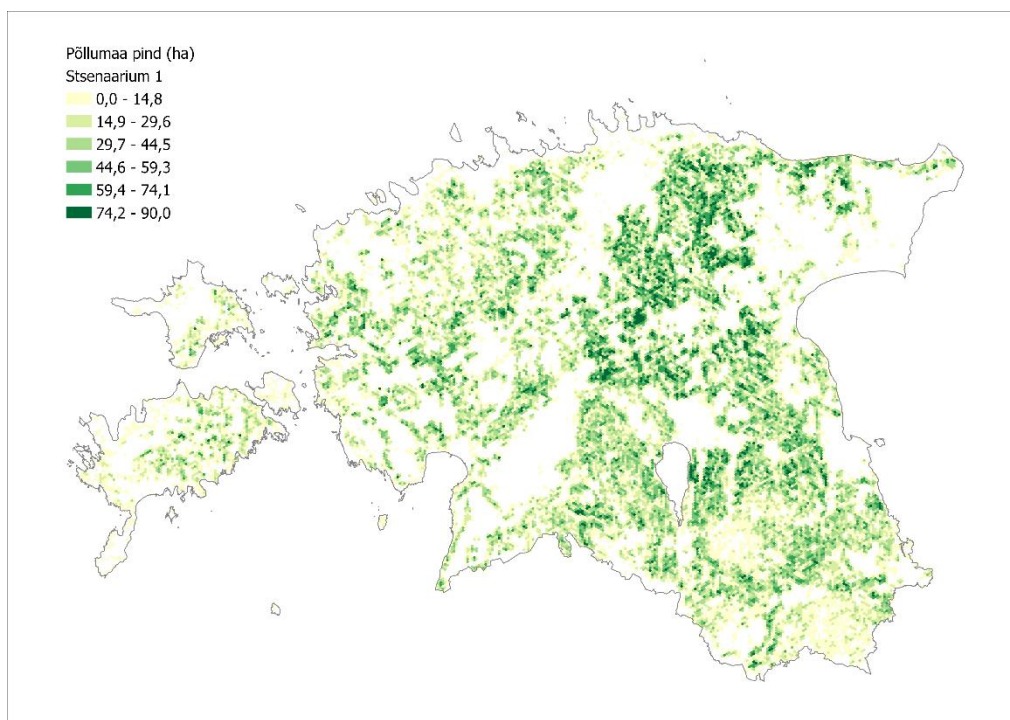 Põllumaa pind (ha)
Stsenaarium 1
0,0 - 14,8
14,9 - 29,6
29,7 - 44,5
44,6 - 59,3
59,4 - 74,1
74,2 - 90,0